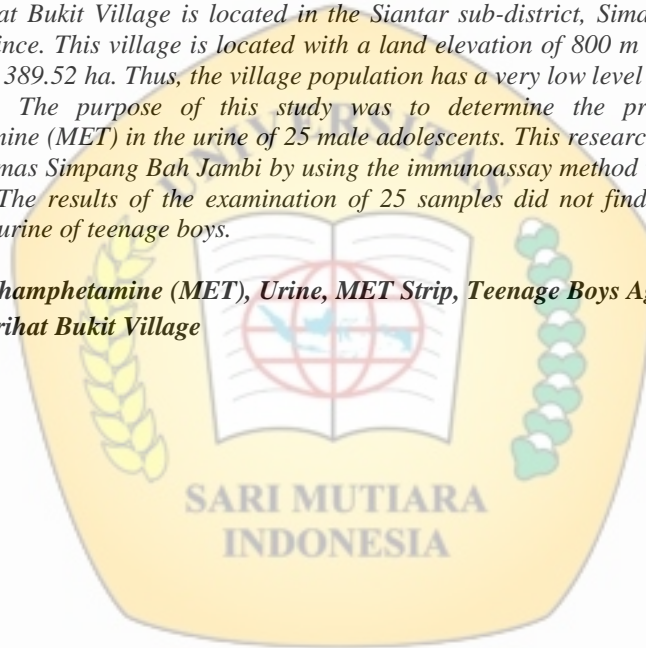 at Bukit Village is located in the Siantar sub-district, Sima
ince. This village is located with a land elevation of 800 m
389.52 ha. Thus, the village population has a very low level
The purpose of this study was to determine the pr
mine (MET) in the urine of 25 male adolescents. This researc
mas Simpang Bah Jambi by using the immunoassay method
The results of the examination of 25 samples did not find
urine of teenage boys.
hamphetamine (MET), Urine, MET Strip, Teenage Boys Ag
rihat Bukit Village
UNIVERSITAS
SARI MUTIARA
INDONESIA